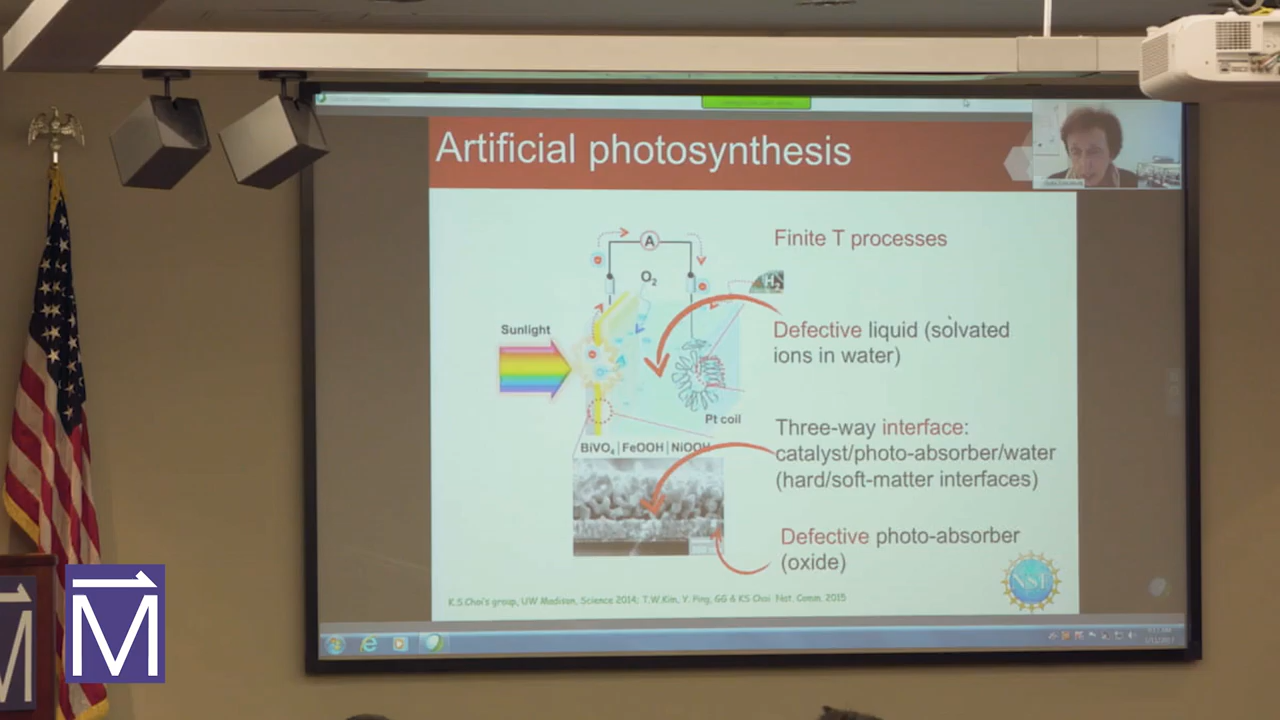 Artificial photosynthesis
A
Finite T processes
O₂
H₂
Sunlight
Defective liquid (solvated
ions in water)
Pt coil
Three-way interface:
BiVO₄ | FeOOH | NiOOH
catalyst/photo-absorber/water
(hard/soft-matter interfaces)
Defective photo-absorber
(oxide)
NSF
K.S.Choi's group, UW Madison, Science 2014; T.W.Kim, Y. Ping, GG & KS Choi Nat. Comm. 2015
M
M